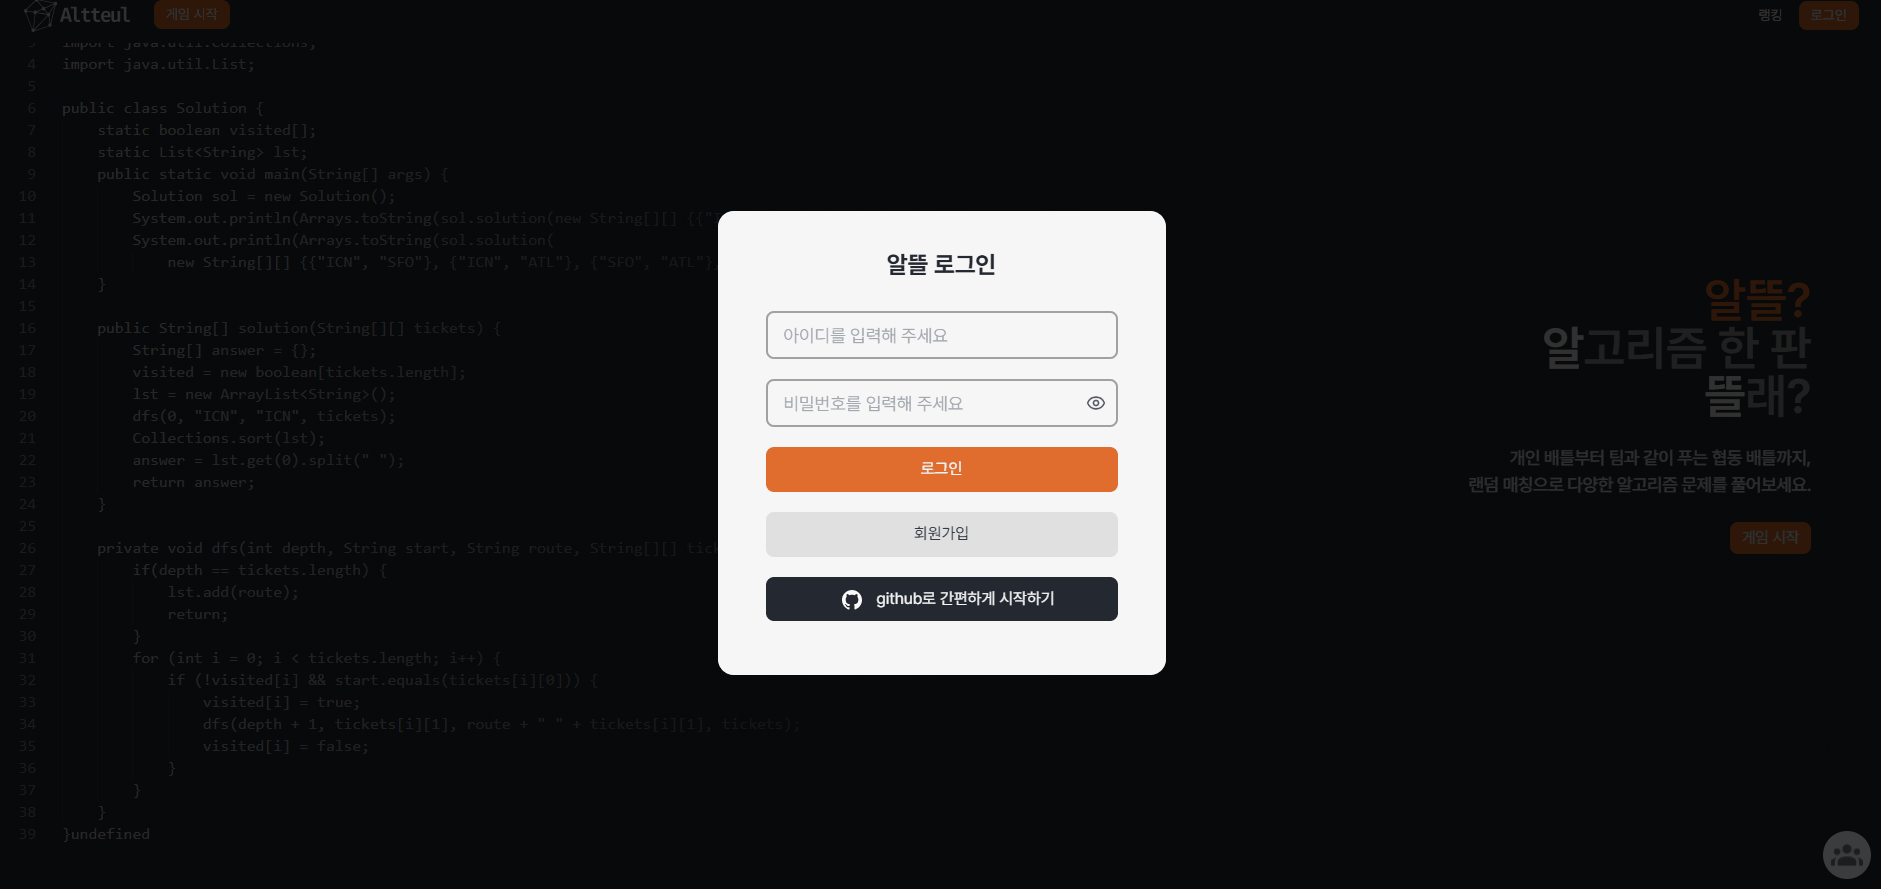 Altteul
게임 시작
랭킹
로그인
3 import java.util.Collections;
4 import java.util.List;
5
6 public class Solution {
7 static boolean visited[];
8 static List<String> lst;
9 public static void main(String[] args) {
10 Solution sol = new Solution();
11 System.out.println(Arrays.toString(sol.solution(new String[][] {{"
12 System.out.println(Arrays.toString(sol.solution(
13 new String[][] {{"ICN", "SFO"}, {"ICN", "ATL"}, {"SFO", "ATL"},
14 }
15
16 public String[] solution(String[][] tickets) {
17 String[] answer = {};
18 visited = new boolean[tickets.length];
19 lst = new ArrayList<String>();
20 dfs(0, "ICN", "ICN", tickets);
21 Collections.sort(lst);
22 answer = lst.get(0).split(" ");
23 return answer;
24 }
25
26 private void dfs(int depth, String start, String route, String[][] tick
27 if(depth == tickets.length) {
28 lst.add(route);
29 return;
30 }
31 for (int i = 0; i < tickets.length; i++) {
32 if (!visited[i] && start.equals(tickets[i][0])) {
33 visited[i] = true;
34 dfs(depth + 1, tickets[i][1], route + " " + tickets[i][1], tickets);
35 visited[i] = false;
36 }
37 }
38 }
39 }undefined
알뜰 로그인
아이디를 입력해 주세요
비밀번호를 입력해 주세요
로그인
회원가입
github로 간편하게 시작하기
알뜰?
알고리즘 한 판
뜰래?
개인 배틀부터 팀과 같이 푸는 협동 배틀까지,
랜덤 매칭으로 다양한 알고리즘 문제를 풀어보세요.
게임 시작